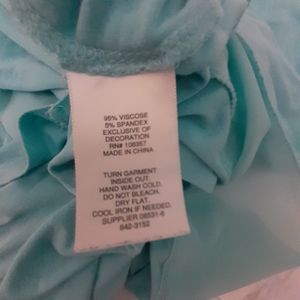 95% VISCOSE
5% SPANDEX
EXCLUSIVE OF
DECORATION
RN# 106367
MADE IN CHINA
TURN GARMENT
INSIDE OUT.
HAND WASH COLD.
DO NOT BLEACH.
DRY FLAT.
COOL IRON IF NEEDED.
SUPPLIER 08531-6
842-3152